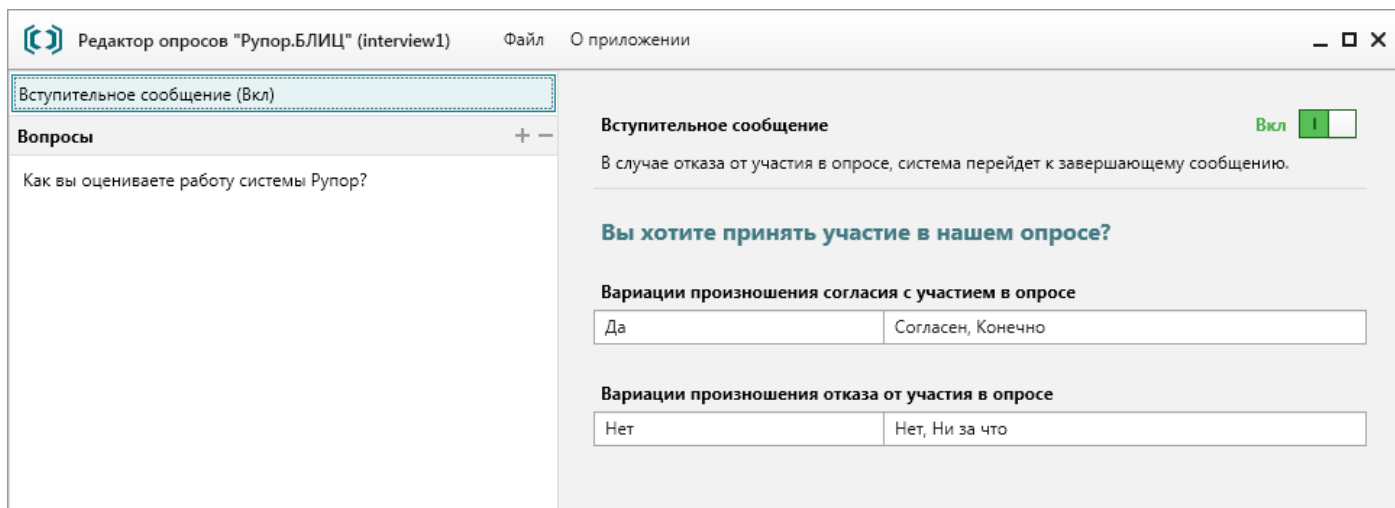 Редактор опросов "Рупор.БЛИЦ" (interview1) Файл О приложении
Вступительное сообщение (Вкл)
Вопросы
Как вы оцениваете работу системы Рупор?
Вступительное сообщение Вкл
В случае отказа от участия в опросе, система перейдет к завершающему сообщению.
Вы хотите принять участие в нашем опросе?
Вариации произношения согласия с участием в опросе
Да Согласен, Конечно
Вариации произношения отказа от участия в опросе
Нет Нет, Ни за что